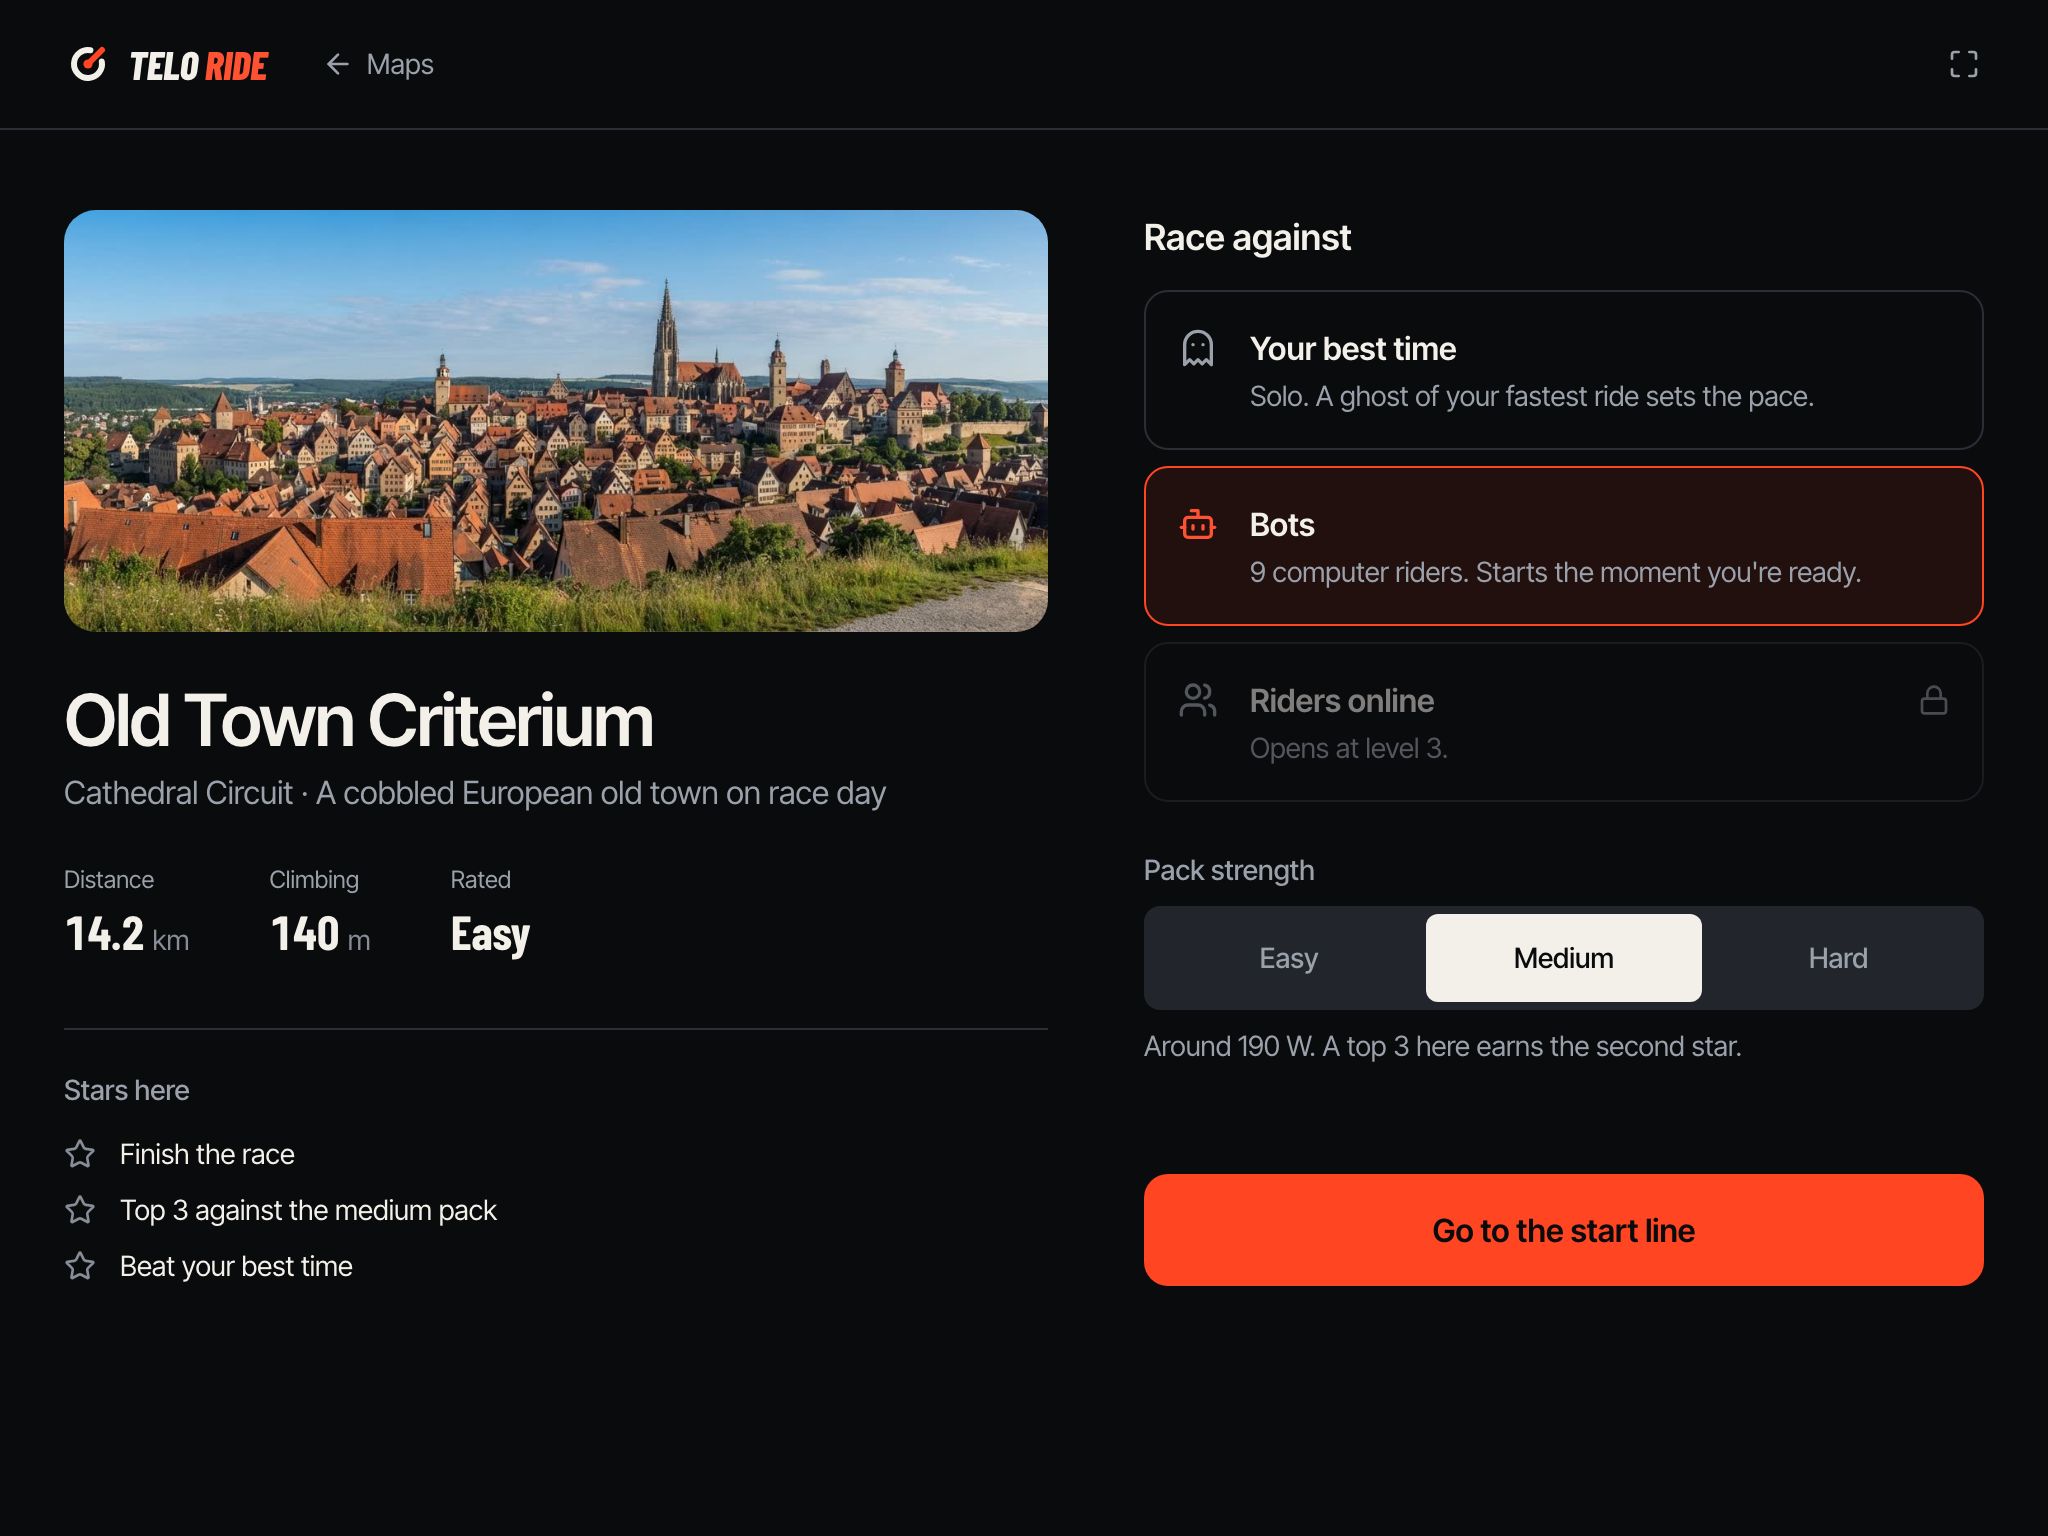 TELO RIDE
Maps
Old Town Criterium
Cathedral Circuit · A cobbled European old town on race day
Distance
14.2 km
Climbing
140 m
Rated
Easy
Stars here
Finish the race
Top 3 against the medium pack
Beat your best time
Race against
Your best time
Solo. A ghost of your fastest ride sets the pace.
Bots
9 computer riders. Starts the moment you're ready.
Riders online
Opens at level 3.
Pack strength
Easy
Medium
Hard
Around 190 W. A top 3 here earns the second star.
Go to the start line